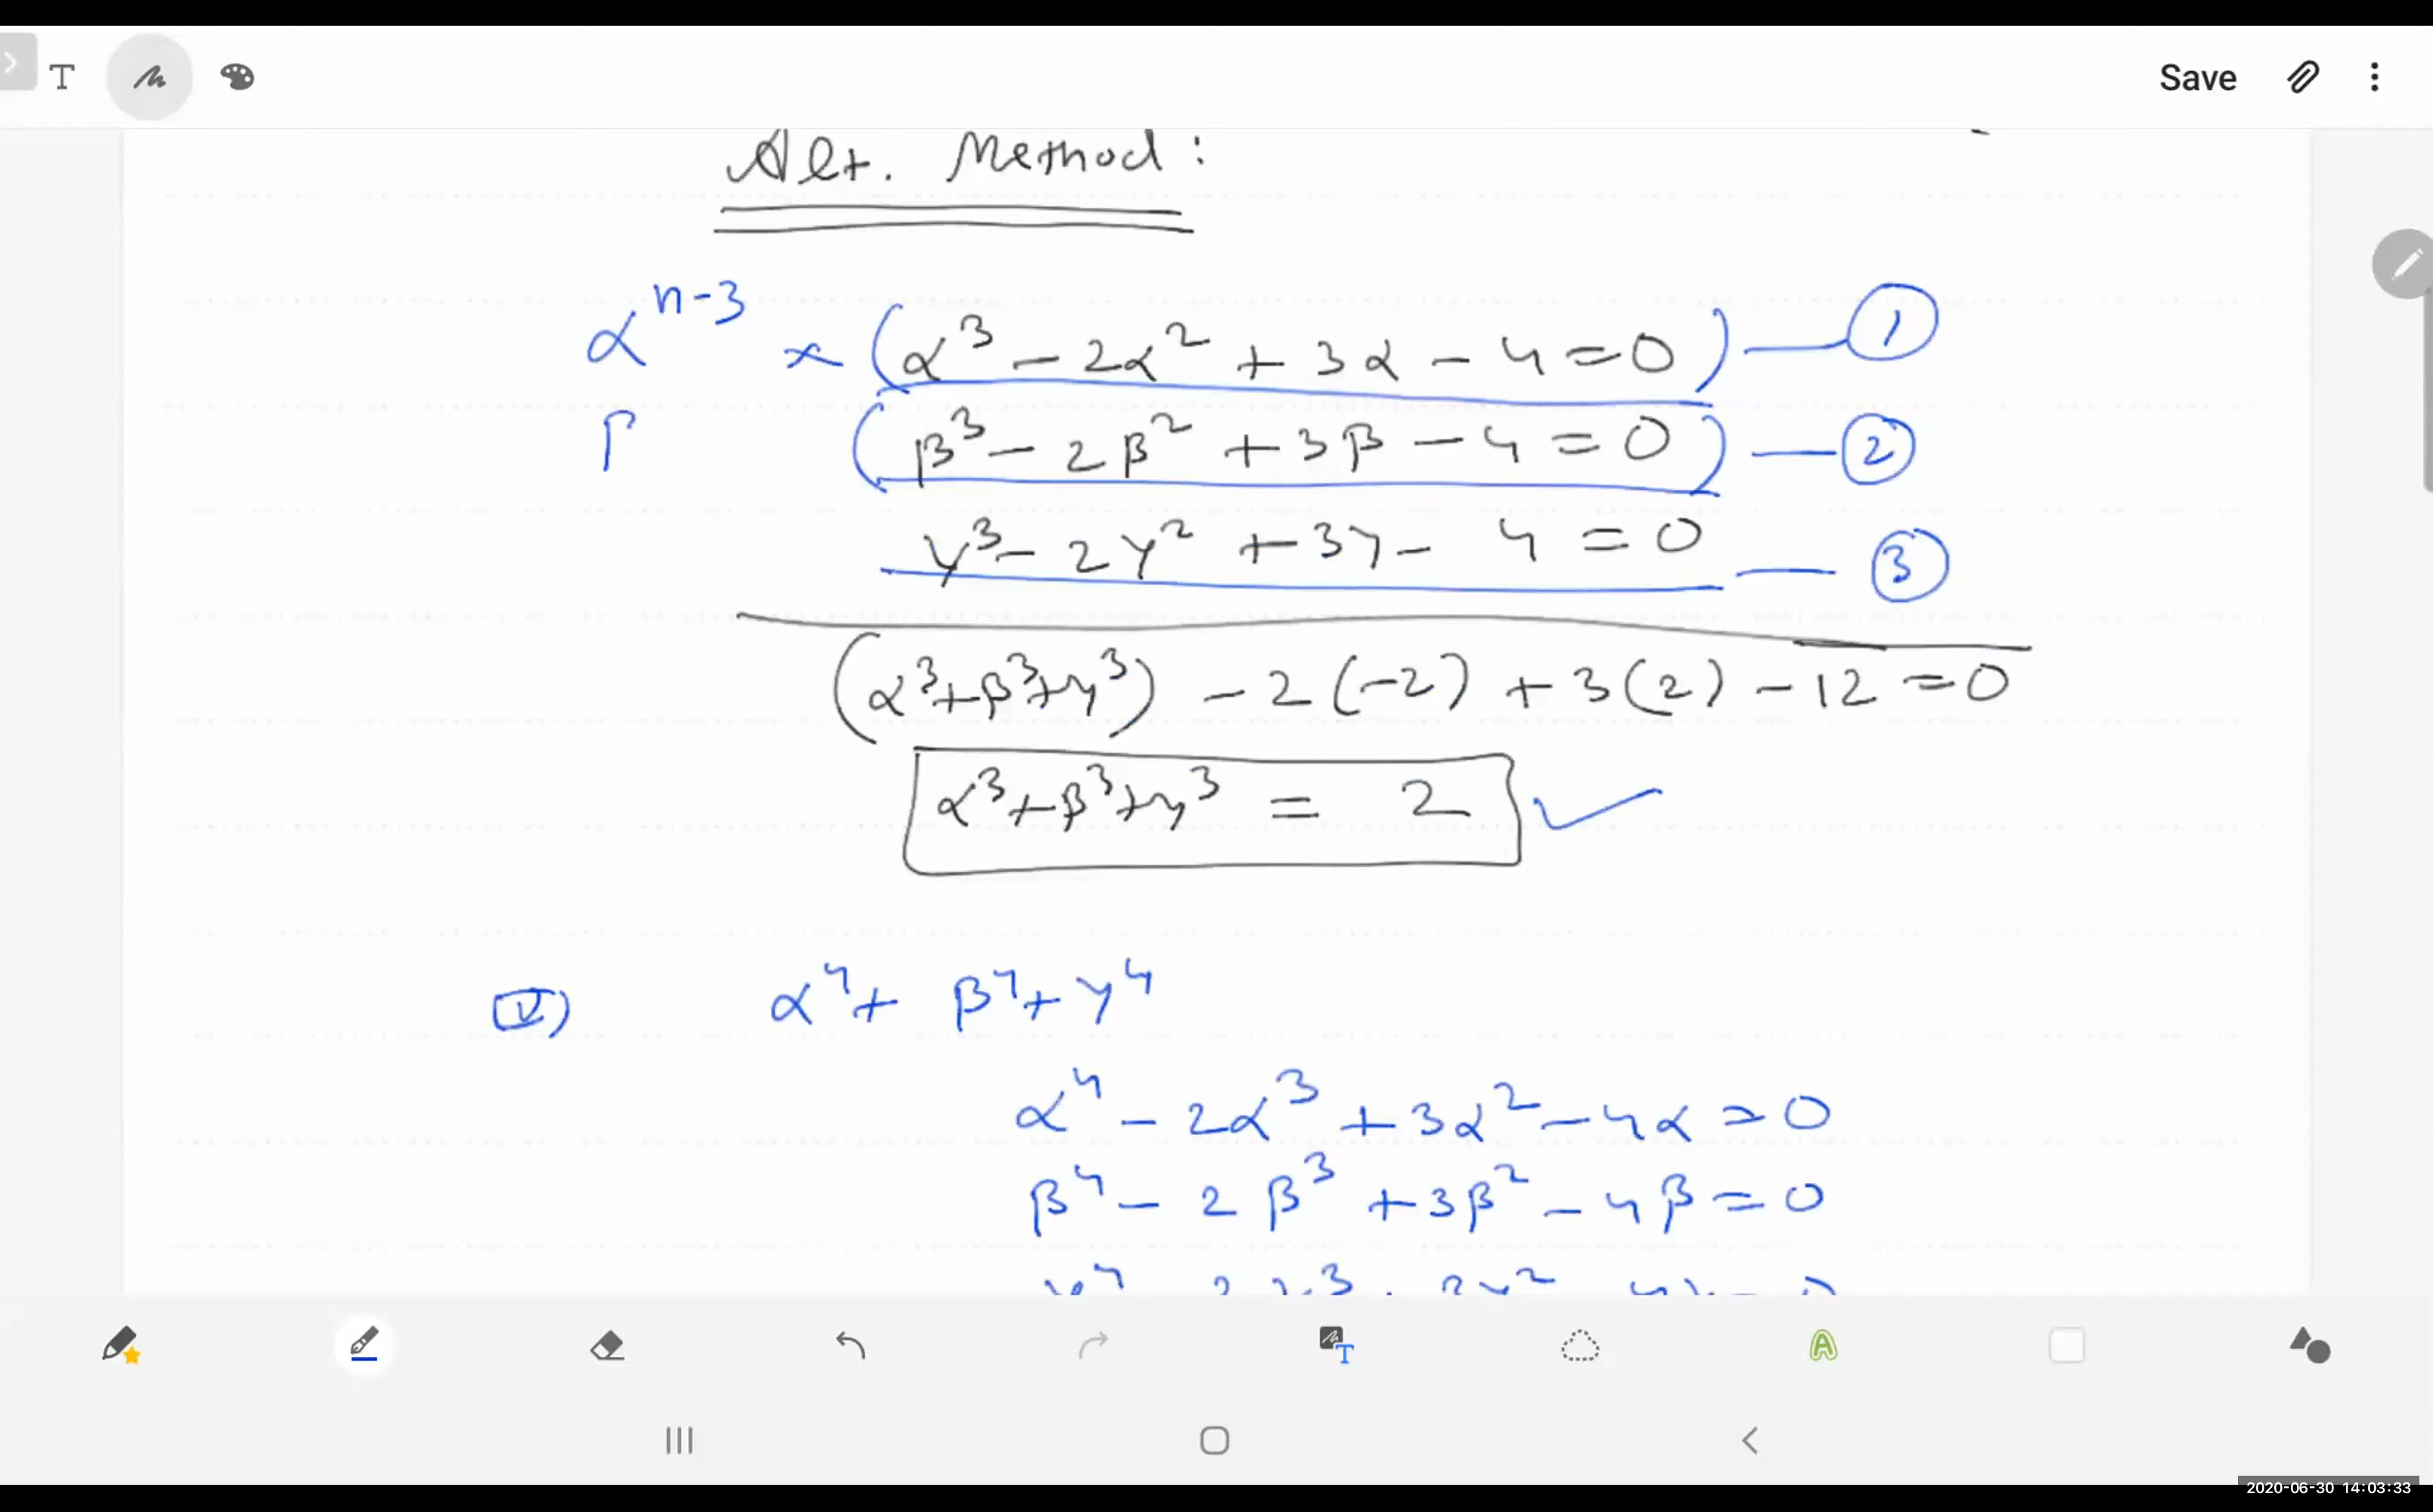 T Save
Alt. Method :
α^{n-3} × (α³ - 2α² + 3α - 4 = 0) — ①
β (β³ - 2β² + 3β - 4 = 0) — ②
γ³ - 2γ² + 3γ - 4 = 0 — ③
(α³+β³+γ³) - 2(-2) + 3(2) - 12 = 0
α³+β³+γ³ = 2 ✓
(V) α⁴ + β⁴ + γ⁴
α⁴ - 2α³ + 3α² - 4α = 0
β⁴ - 2β³ + 3β² - 4β = 0
2020-06-30 14:03:33